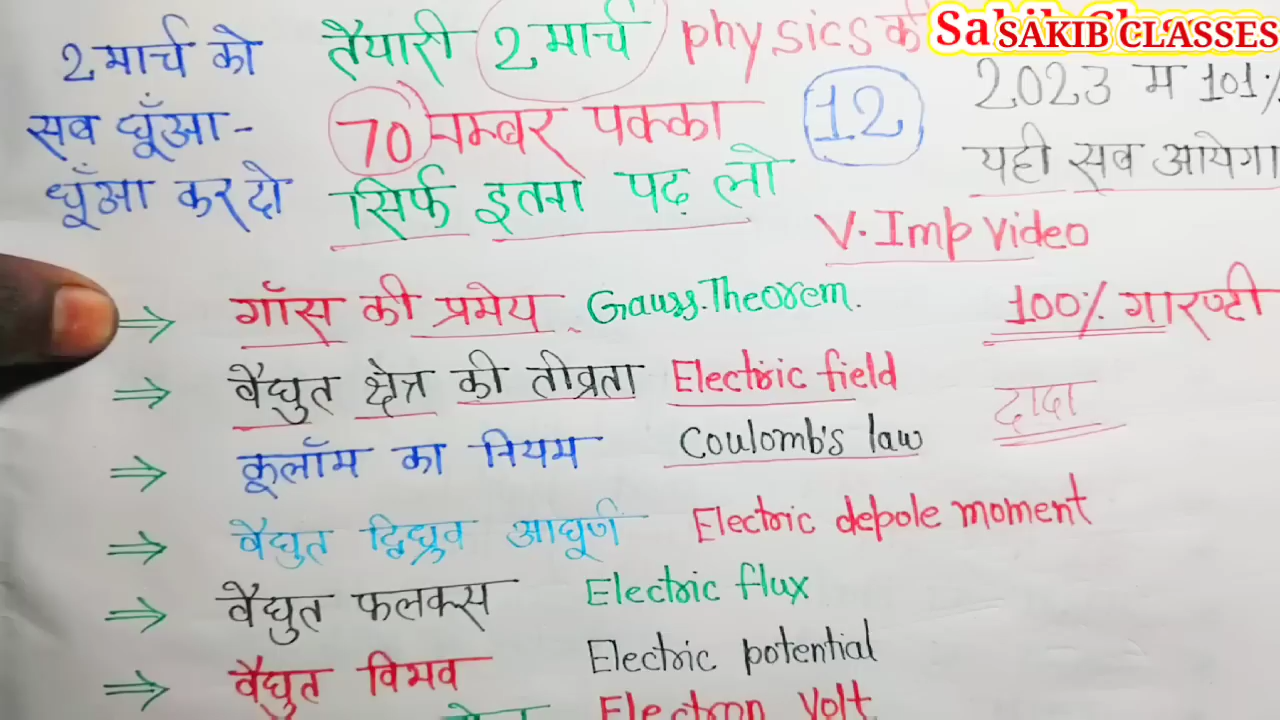 SAKIB CLASSES
2 मार्च को तैयारी 2 मार्च physics की
सब धूँआ- 70 नम्बर पक्का 12 2023 म 101%
धूँआ कर दो सिर्फ इतना पढ़ लो यही सब आयेगा
V. Imp video
⇒ गॉस की प्रमेय - Gauss.Theorem. 100% गारण्टी
⇒ वैद्युत क्षेत्र की तीव्रता Electric field दादा
⇒ कूलॉम का नियम Coulomb's law
⇒ वैद्युत द्विध्रुव आघूर्ण Electric depole moment
⇒ वैद्युत फलक्स Electric flux
⇒ वैद्युत विभव Electric potential
Electron Volt